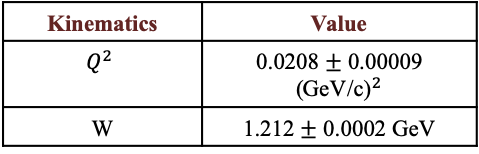 Kinematics Value
Q² 0.0208 ± 0.00009
(GeV/c)²
W 1.212 ± 0.0002 GeV